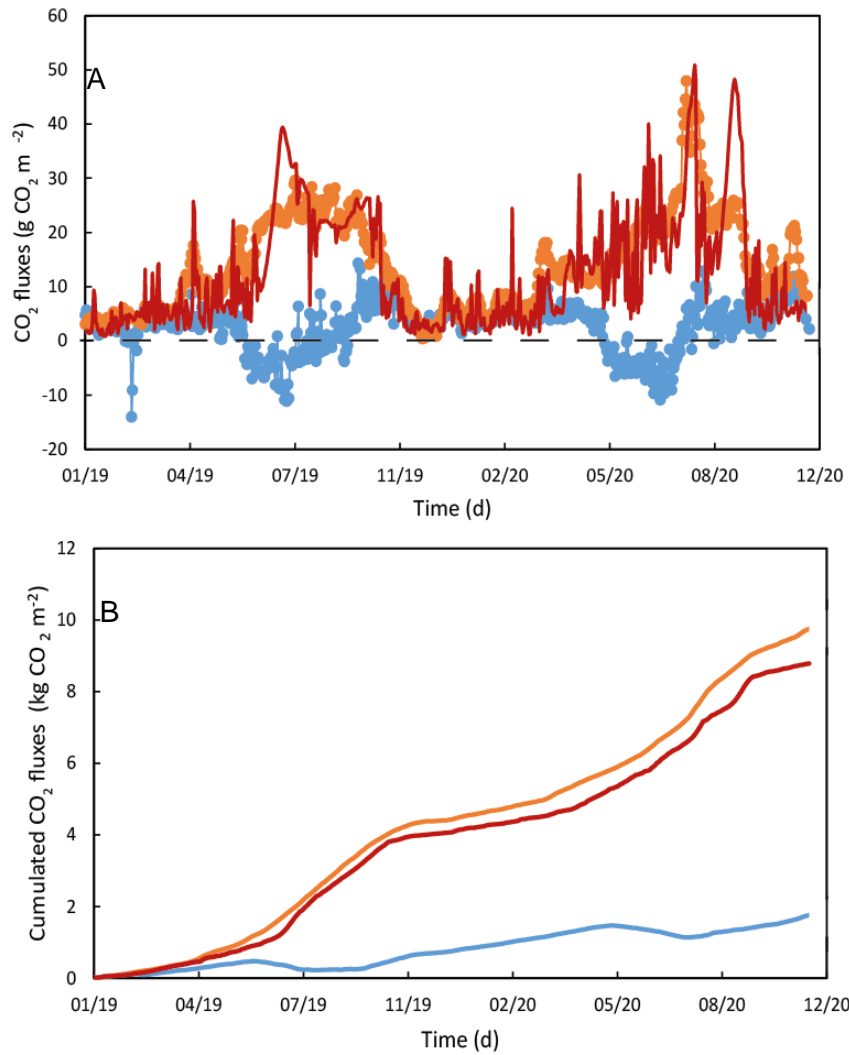 60
50
40
30
20
10
0
-10
-20
A
CO₂ fluxes (g CO₂ m ⁻²)
01/19 04/19 07/19 11/19 02/20 05/20 08/20 12/20
Time (d)
12
10
8
6
4
2
0
B
Cumulated CO₂ fluxes (kg CO ₂ m⁻²)
01/19 04/19 07/19 11/19 02/20 05/20 08/20 12/20
Time (d)